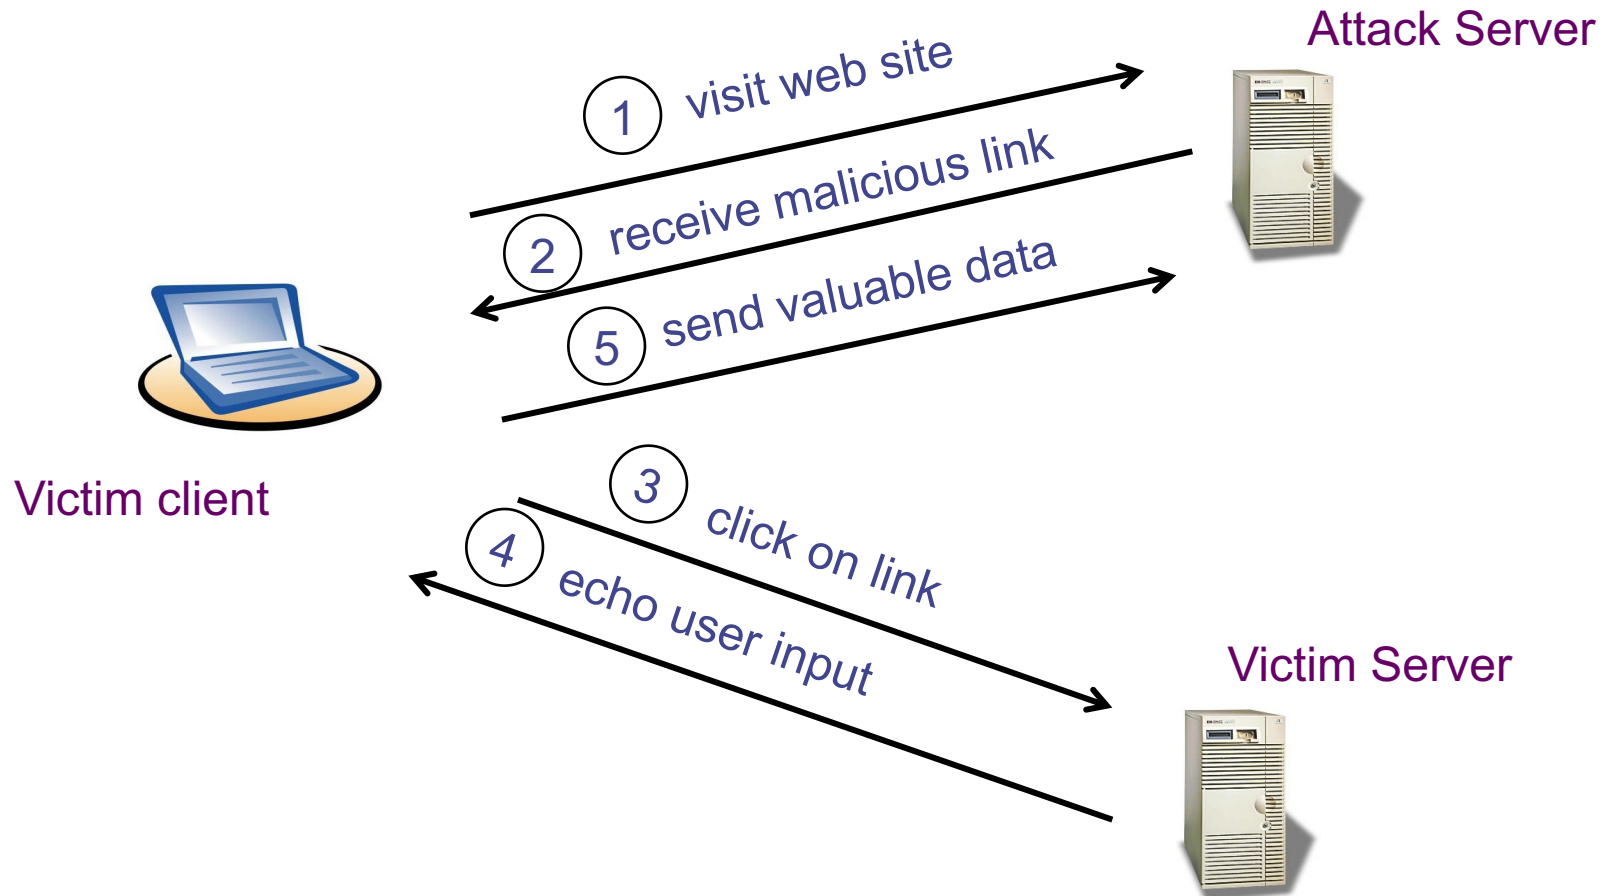 Attack Server
1 visit web site
2 receive malicious link
5 send valuable data
Victim client
3 click on link
4 echo user input
Victim Server